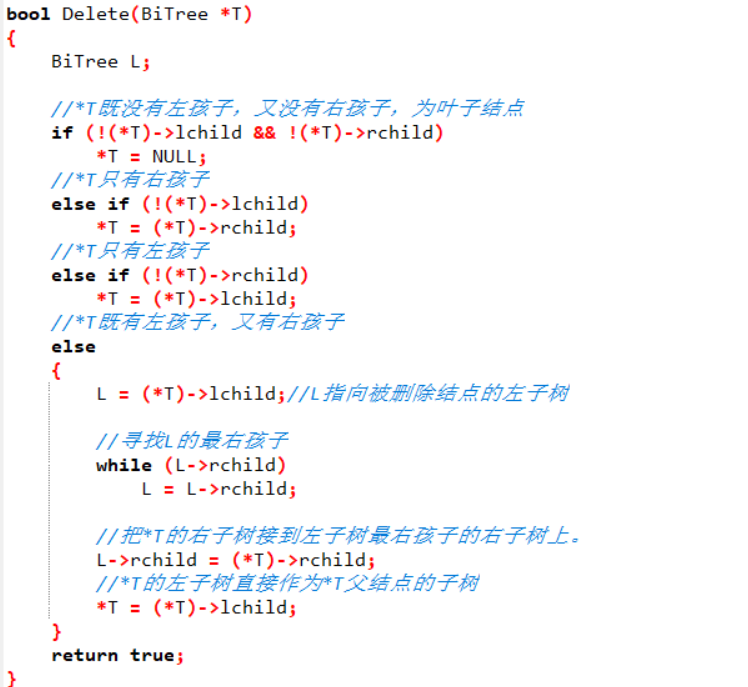 bool Delete(BiTree *T)
{
BiTree L;
//*T既没有左孩子，又没有右孩子，为叶子结点
if (!(*T)->lchild && !(*T)->rchild)
*T = NULL;
//*T只有右孩子
else if (!(*T)->lchild)
*T = (*T)->rchild;
//*T只有左孩子
else if (!(*T)->rchild)
*T = (*T)->lchild;
//*T既有左孩子，又有右孩子
else
{
L = (*T)->lchild;//L指向被删除结点的左子树
//寻找L的最右孩子
while (L->rchild)
L = L->rchild;
//把*T的右子树接到左子树最右孩子的右子树上。
L->rchild = (*T)->rchild;
//*T的左子树直接作为*T父结点的子树
*T = (*T)->lchild;
}
return true;
}